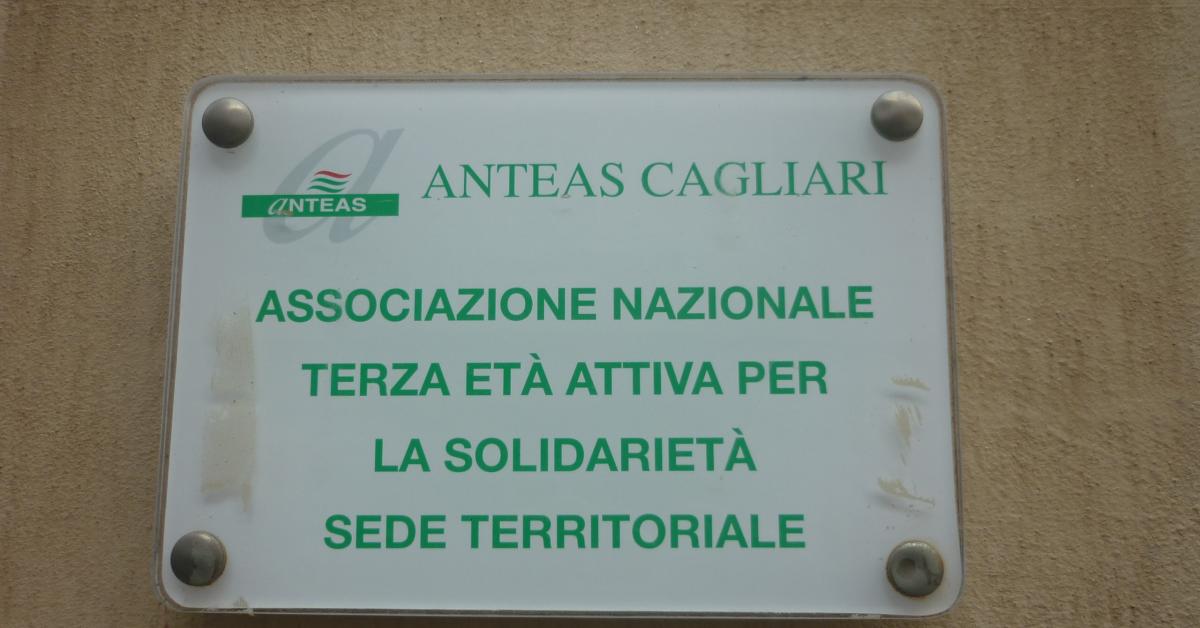 aNTEAS
ANTEAS CAGLIARI
ASSOCIAZIONE NAZIONALE
TERZA ETÀ ATTIVA PER
LA SOLIDARIETÀ
SEDE TERRITORIALE